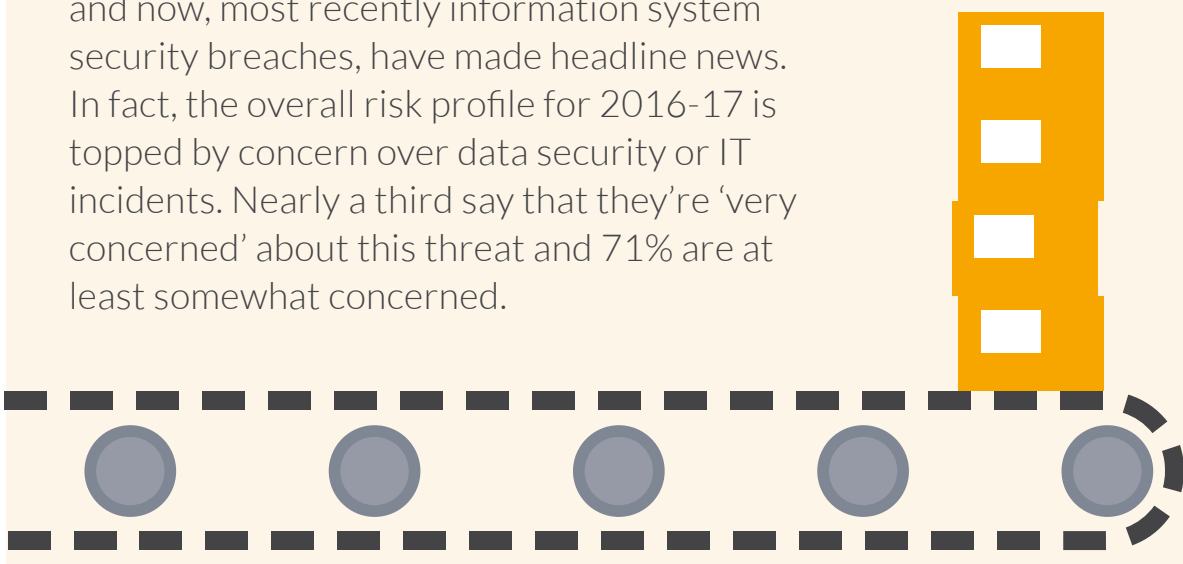 and now, most recently information system
security breaches, have made headline news.
In fact, the overall risk profile for 2016-17 is
topped by concern over data security or IT
incidents. Nearly a third say that they’re ‘very
concerned’ about this threat and 71% are at
least somewhat concerned.